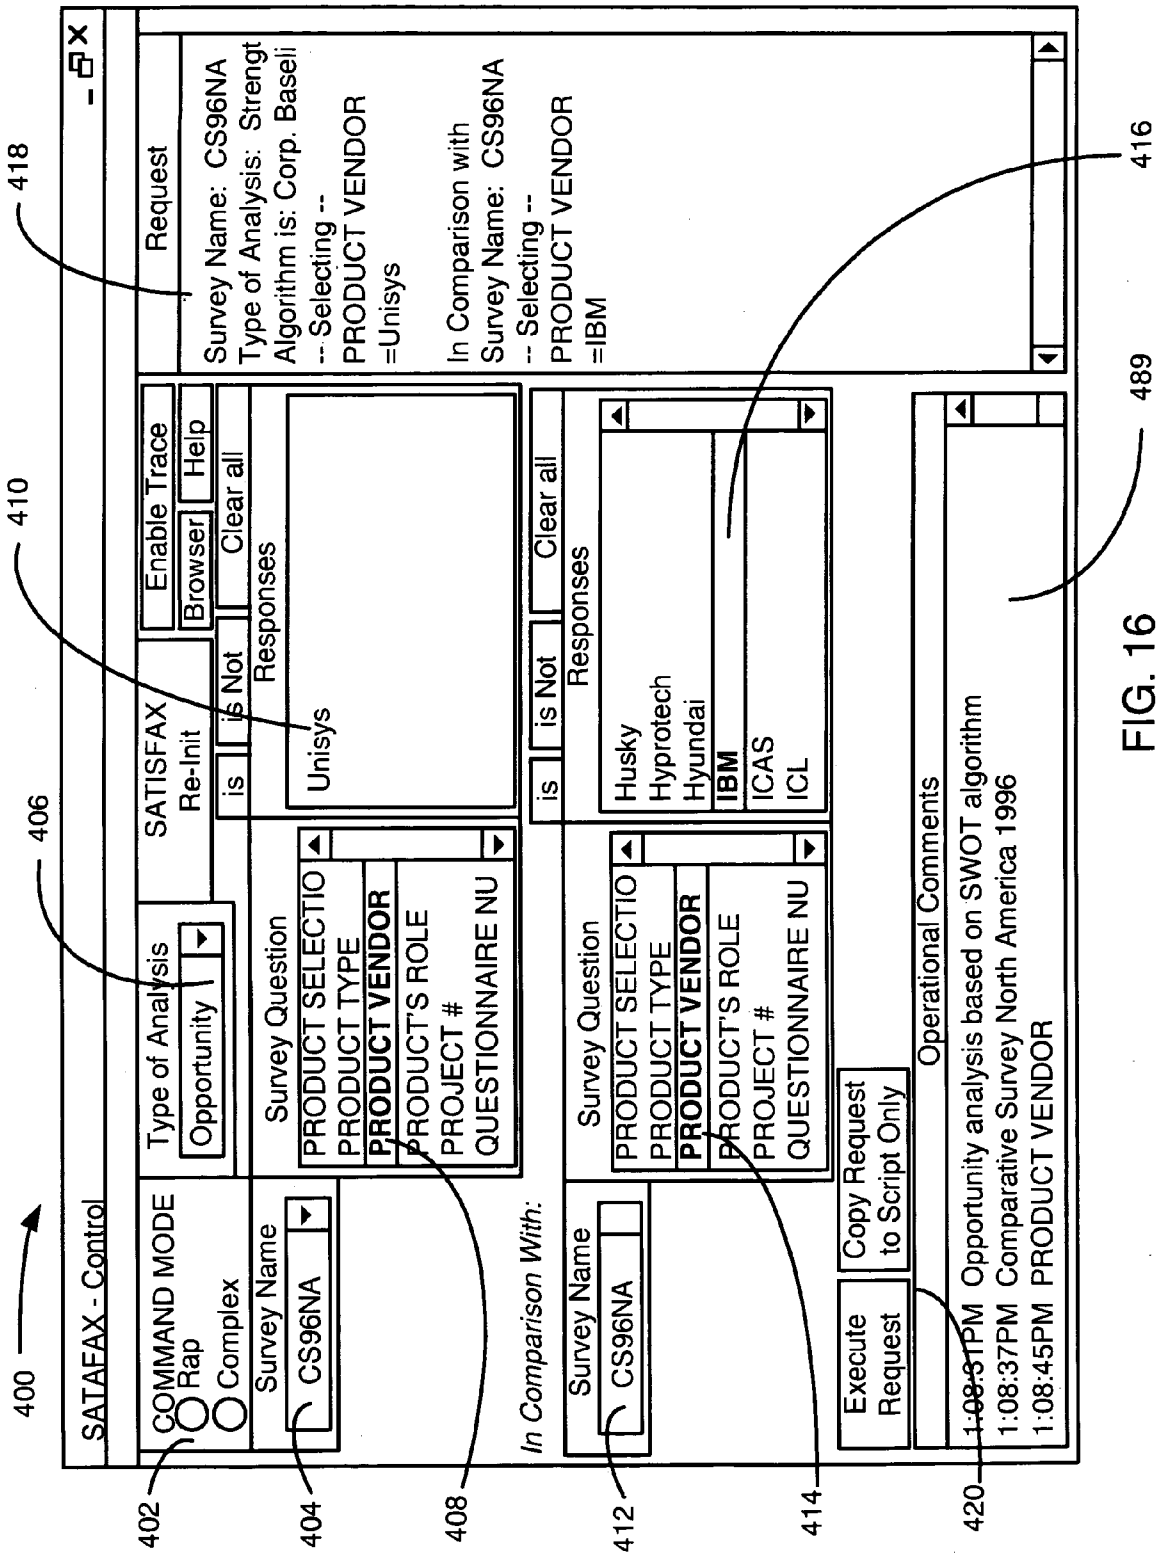 400
406
410
418
SATAFAX - Control
COMMAND MODE
Rap
Complex
402
Type of Analysis
Opportunity
SATISFAX
Re-Init
Enable Trace
Browser
Help
Survey Name
CS96NA
404
408
Survey Question
PRODUCT SELECTIO
PRODUCT TYPE
PRODUCT VENDOR
PRODUCT'S ROLE
PROJECT #
QUESTIONNAIRE NU
is
is Not
Clear all
Responses
Unisys
In Comparison With:
Survey Name
CS96NA
412
414
Survey Question
PRODUCT SELECTIO
PRODUCT TYPE
PRODUCT VENDOR
PRODUCT'S ROLE
PROJECT #
QUESTIONNAIRE NU
is
is Not
Clear all
Responses
Husky
Hyprotech
Hyundai
IBM
ICAS
ICL
Request
Survey Name: CS96NA
Type of Analysis: Strengt
Algorithm is: Corp. Baseli
-- Selecting --
PRODUCT VENDOR
=Unisys
In Comparison with
Survey Name: CS96NA
-- Selecting --
PRODUCT VENDOR
=IBM
Execute
Request
Copy Request
to Script Only
420
Operational Comments
1:08:31PM Opportunity analysis based on SWOT algorithm
1:08:37PM Comparative Survey North America 1996
1:08:45PM PRODUCT VENDOR
489
416
FIG. 16